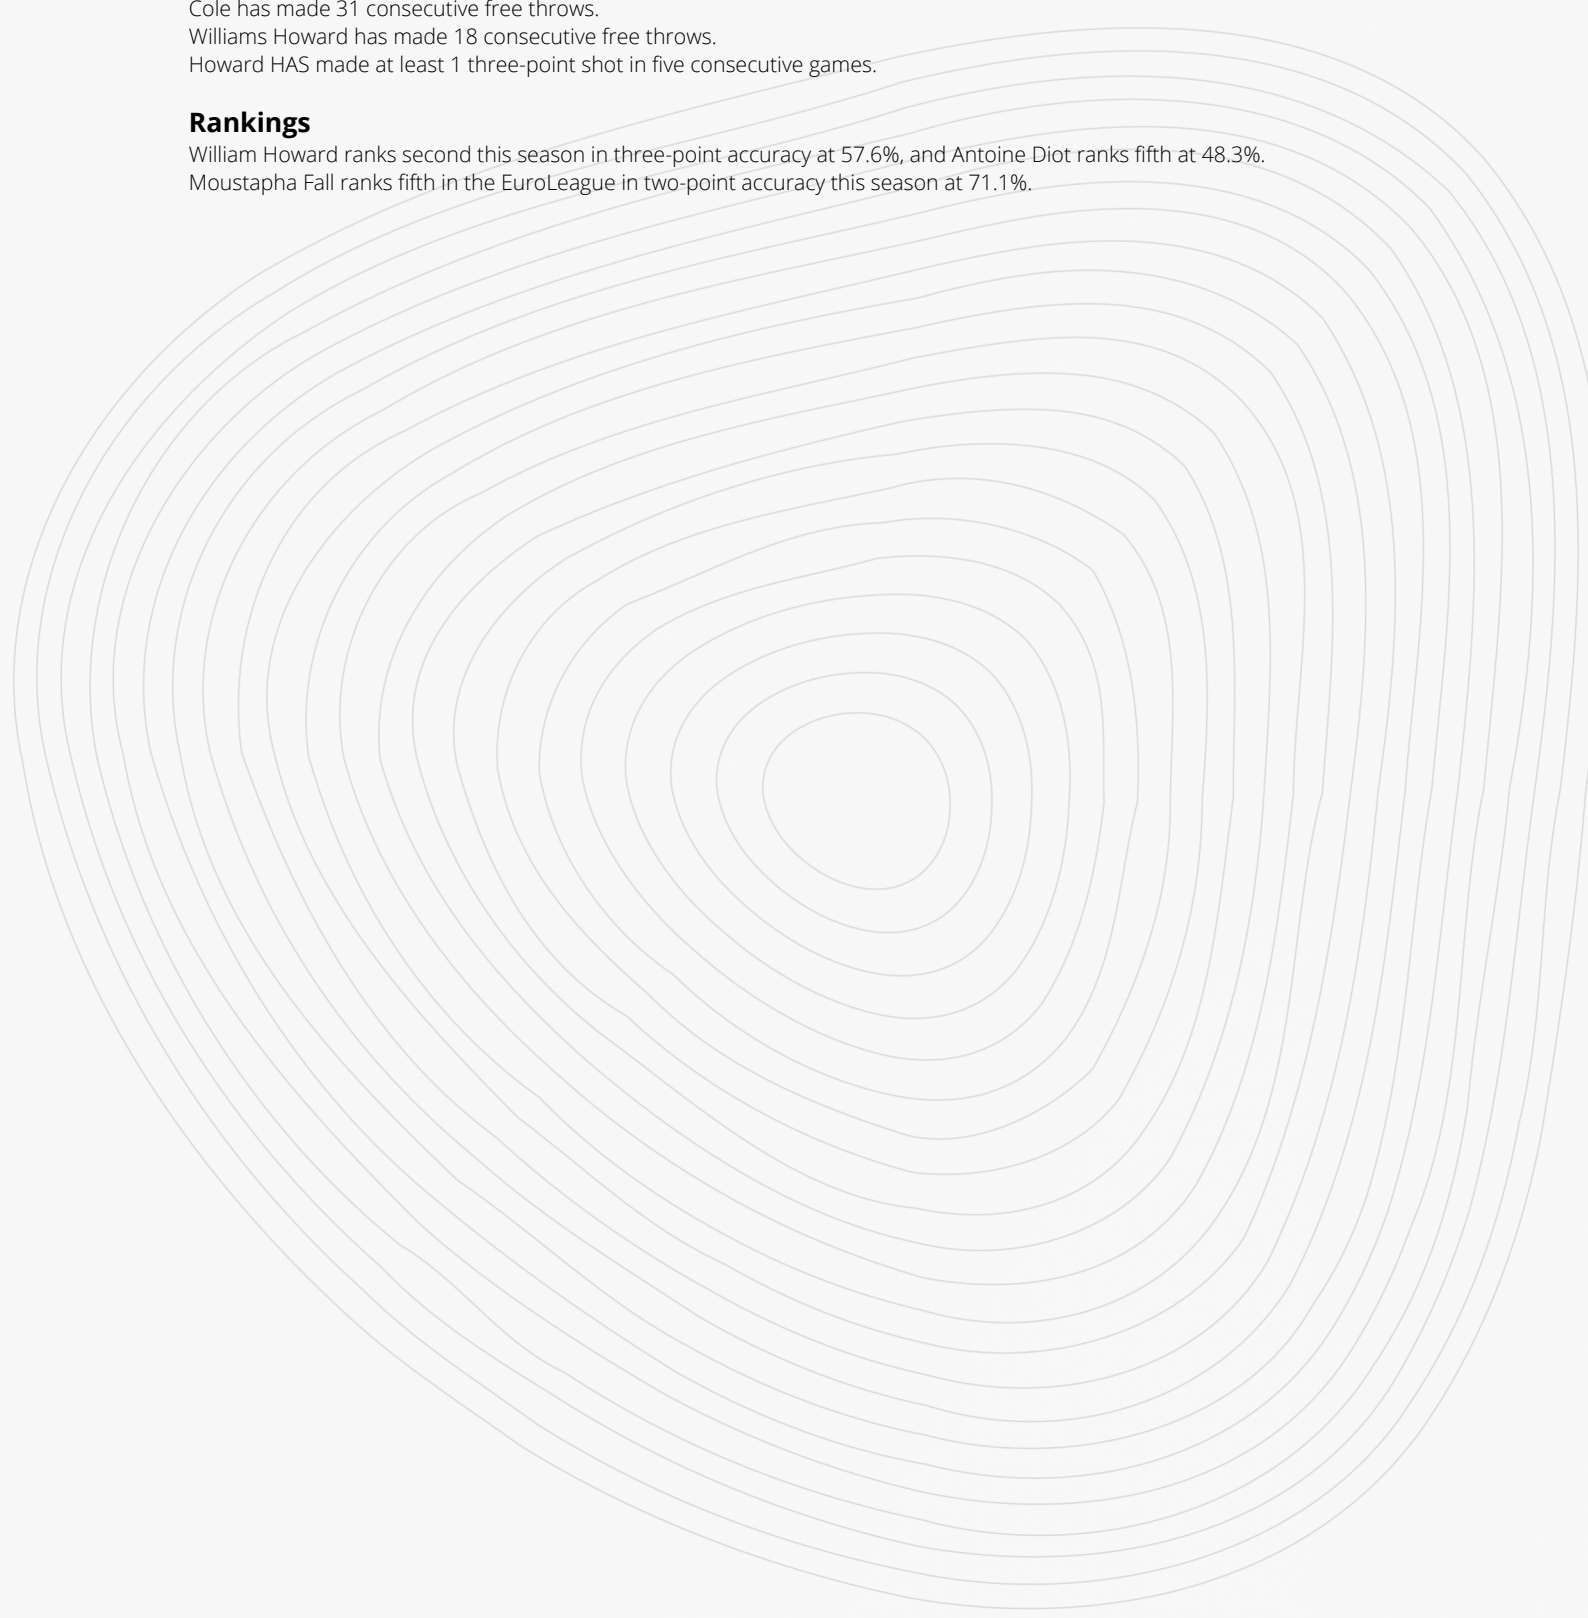 Cole has made 31 consecutive free throws.
Williams Howard has made 18 consecutive free throws.
Howard HAS made at least 1 three-point shot in five consecutive games.
Rankings
William Howard ranks second this season in three-point accuracy at 57.6%, and Antoine Diot ranks fifth at 48.3%.
Moustapha Fall ranks fifth in the EuroLeague in two-point accuracy this season at 71.1%.